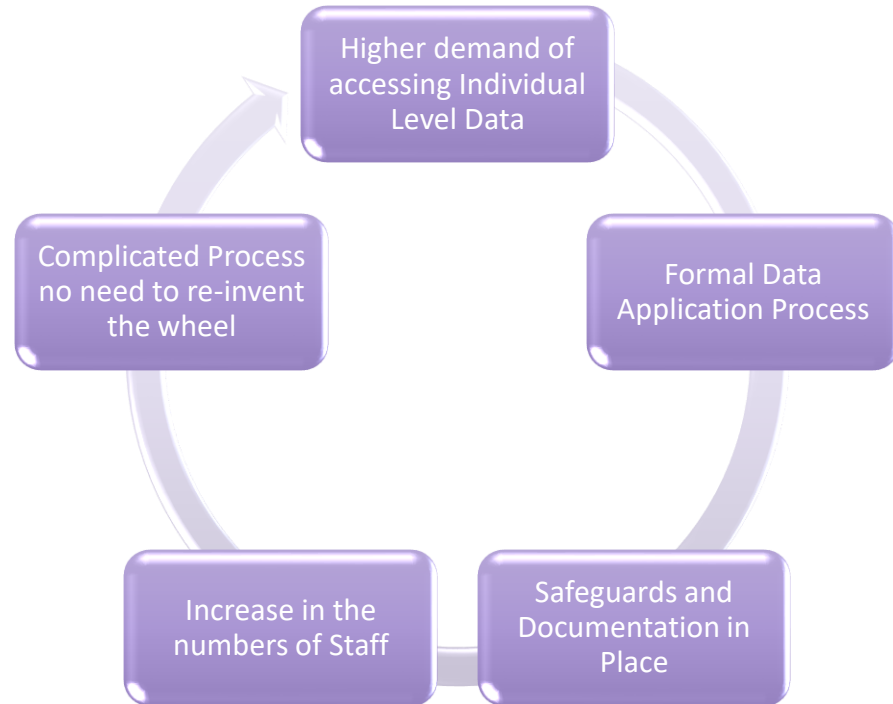 Higher demand of
accessing Individual
Level Data
Formal Data
Application Process
Safeguards and
Documentation in
Place
Increase in the
numbers of Staff
Complicated Process
no need to re-invent
the wheel